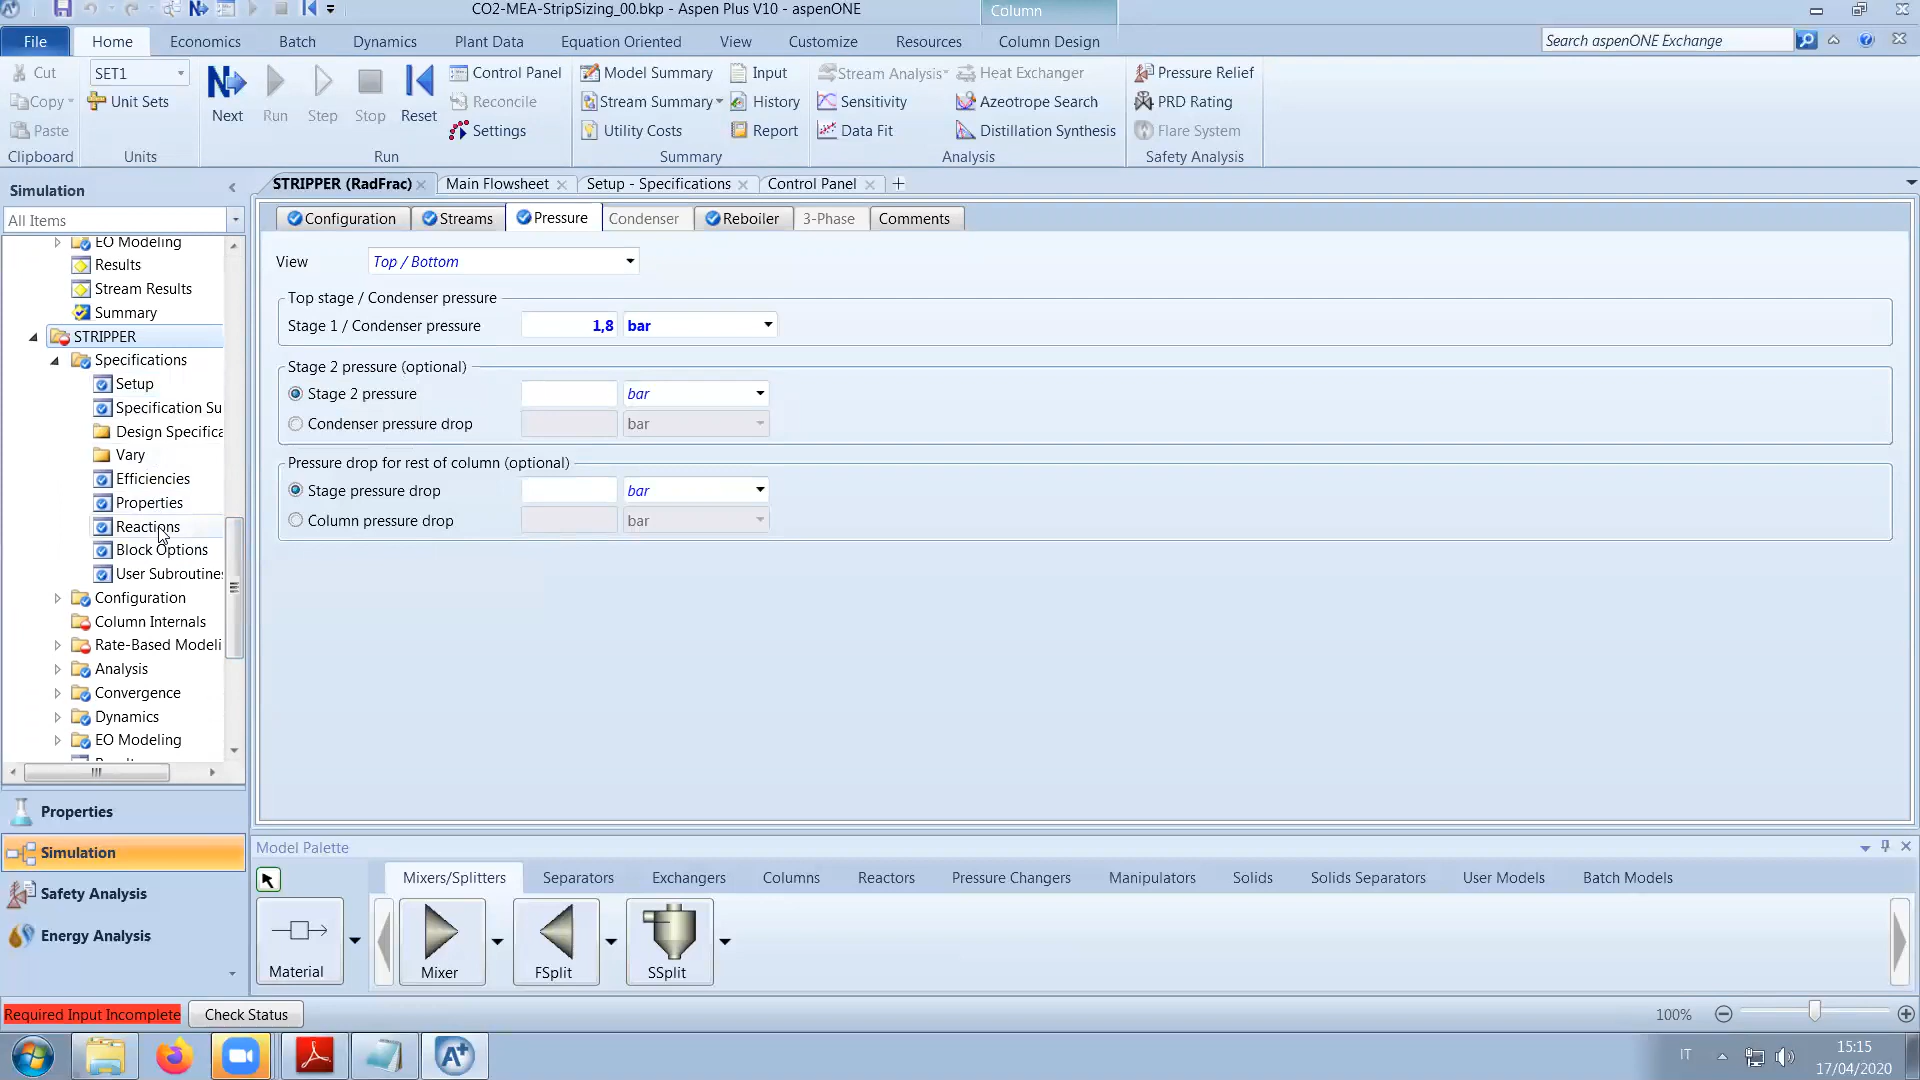 CO2-MEA-StripSizing_00.bkp - Aspen Plus V10 - aspenONE
Column
File
Home
Economics
Batch
Dynamics
Plant Data
Equation Oriented
View
Customize
Resources
Column Design
Search aspenONE Exchange
Cut
Copy
Paste
Clipboard
SET1
Unit Sets
Units
Next
Run
Step
Stop
Reset
Control Panel
Reconcile
Settings
Run
Model Summary
Stream Summary
Utility Costs
Input
History
Report
Summary
Stream Analysis
Sensitivity
Data Fit
Heat Exchanger
Azeotrope Search
Distillation Synthesis
Analysis
Pressure Relief
PRD Rating
Flare System
Safety Analysis
Simulation
All Items
EO Modeling
Results
Stream Results
Summary
STRIPPER
Specifications
Setup
Specification Su
Design Specifica
Vary
Efficiencies
Properties
Reactions
Block Options
User Subroutine
Configuration
Column Internals
Rate-Based Modeli
Analysis
Convergence
Dynamics
EO Modeling
Properties
Simulation
Safety Analysis
Energy Analysis
STRIPPER (RadFrac)
Main Flowsheet
Setup - Specifications
Control Panel
Configuration
Streams
Pressure
Condenser
Reboiler
3-Phase
Comments
View
Top / Bottom
Top stage / Condenser pressure
Stage 1 / Condenser pressure
1,8
bar
Stage 2 pressure (optional)
Stage 2 pressure
bar
Condenser pressure drop
bar
Pressure drop for rest of column (optional)
Stage pressure drop
bar
Column pressure drop
bar
Model Palette
Mixers/Splitters
Separators
Exchangers
Columns
Reactors
Pressure Changers
Manipulators
Solids
Solids Separators
User Models
Batch Models
Material
Mixer
FSplit
SSplit
Required Input Incomplete
Check Status
100%
IT
15:15
17/04/2020